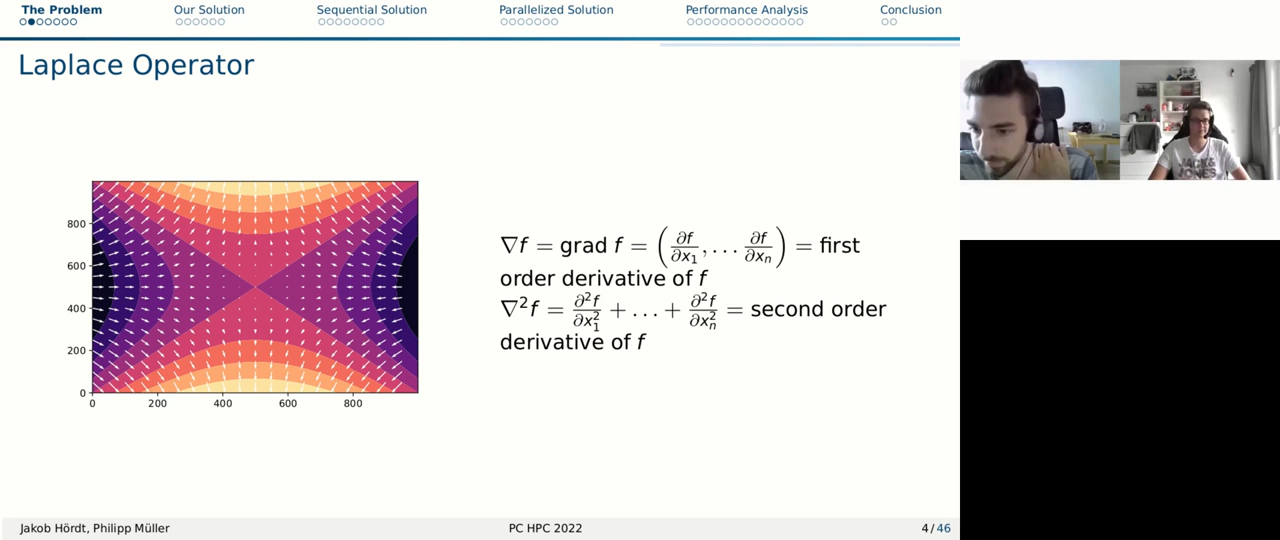 The Problem Our Solution Sequential Solution Parallelized Solution Performance Analysis Conclusion
Laplace Operator
800
600
400
200
0
0 200 400 600 800
∇f = grad f = (∂f/∂x₁, … ∂f/∂xₙ) = first
order derivative of f
∇²f = ∂²f/∂x₁² + … + ∂²f/∂xₙ² = second order
derivative of f
JACK&
JONES
Jakob Hördt, Philipp Müller PC HPC 2022 4 / 46